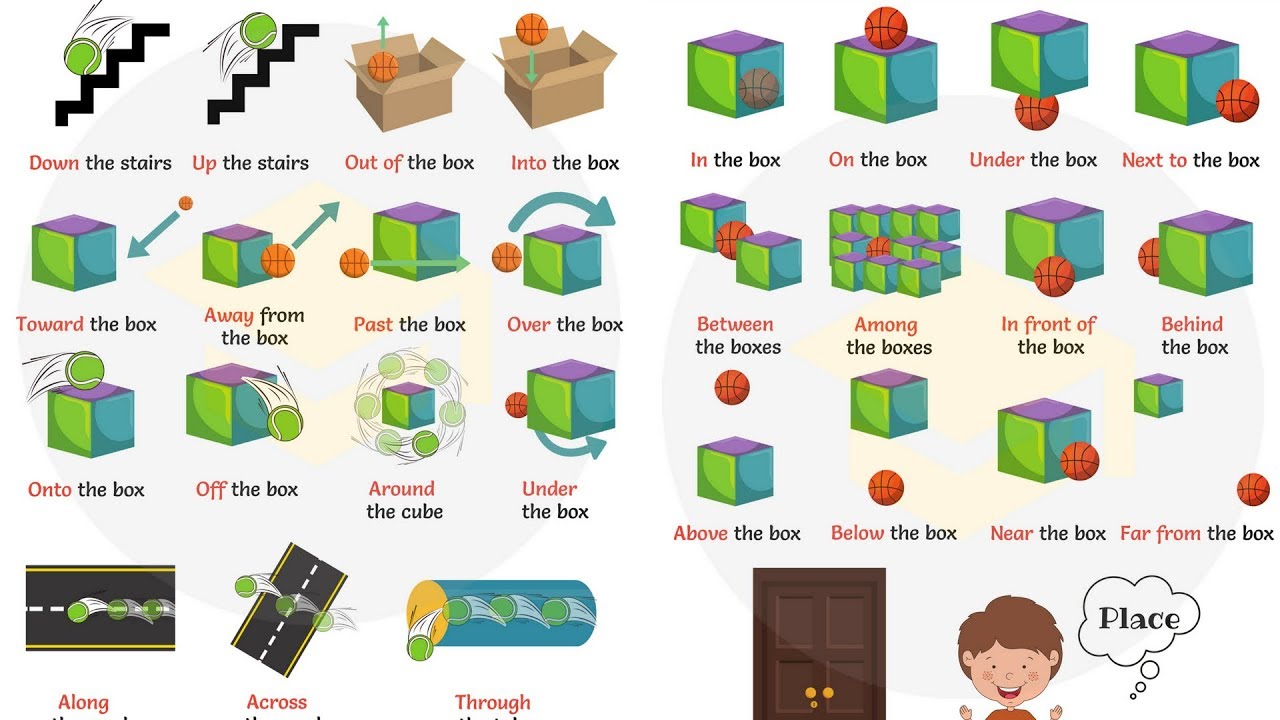 Down the stairs
Up the stairs
Out of the box
Into the box
In the box
On the box
Under the box
Next to the box
Toward the box
Away from
the box
Past the box
Over the box
Between
the boxes
Among
the boxes
In front of
the box
Behind
the box
Onto the box
Off the box
Around
the cube
Under
the box
Above the box
Below the box
Near the box
Far from the box
Along
Across
Through
Place